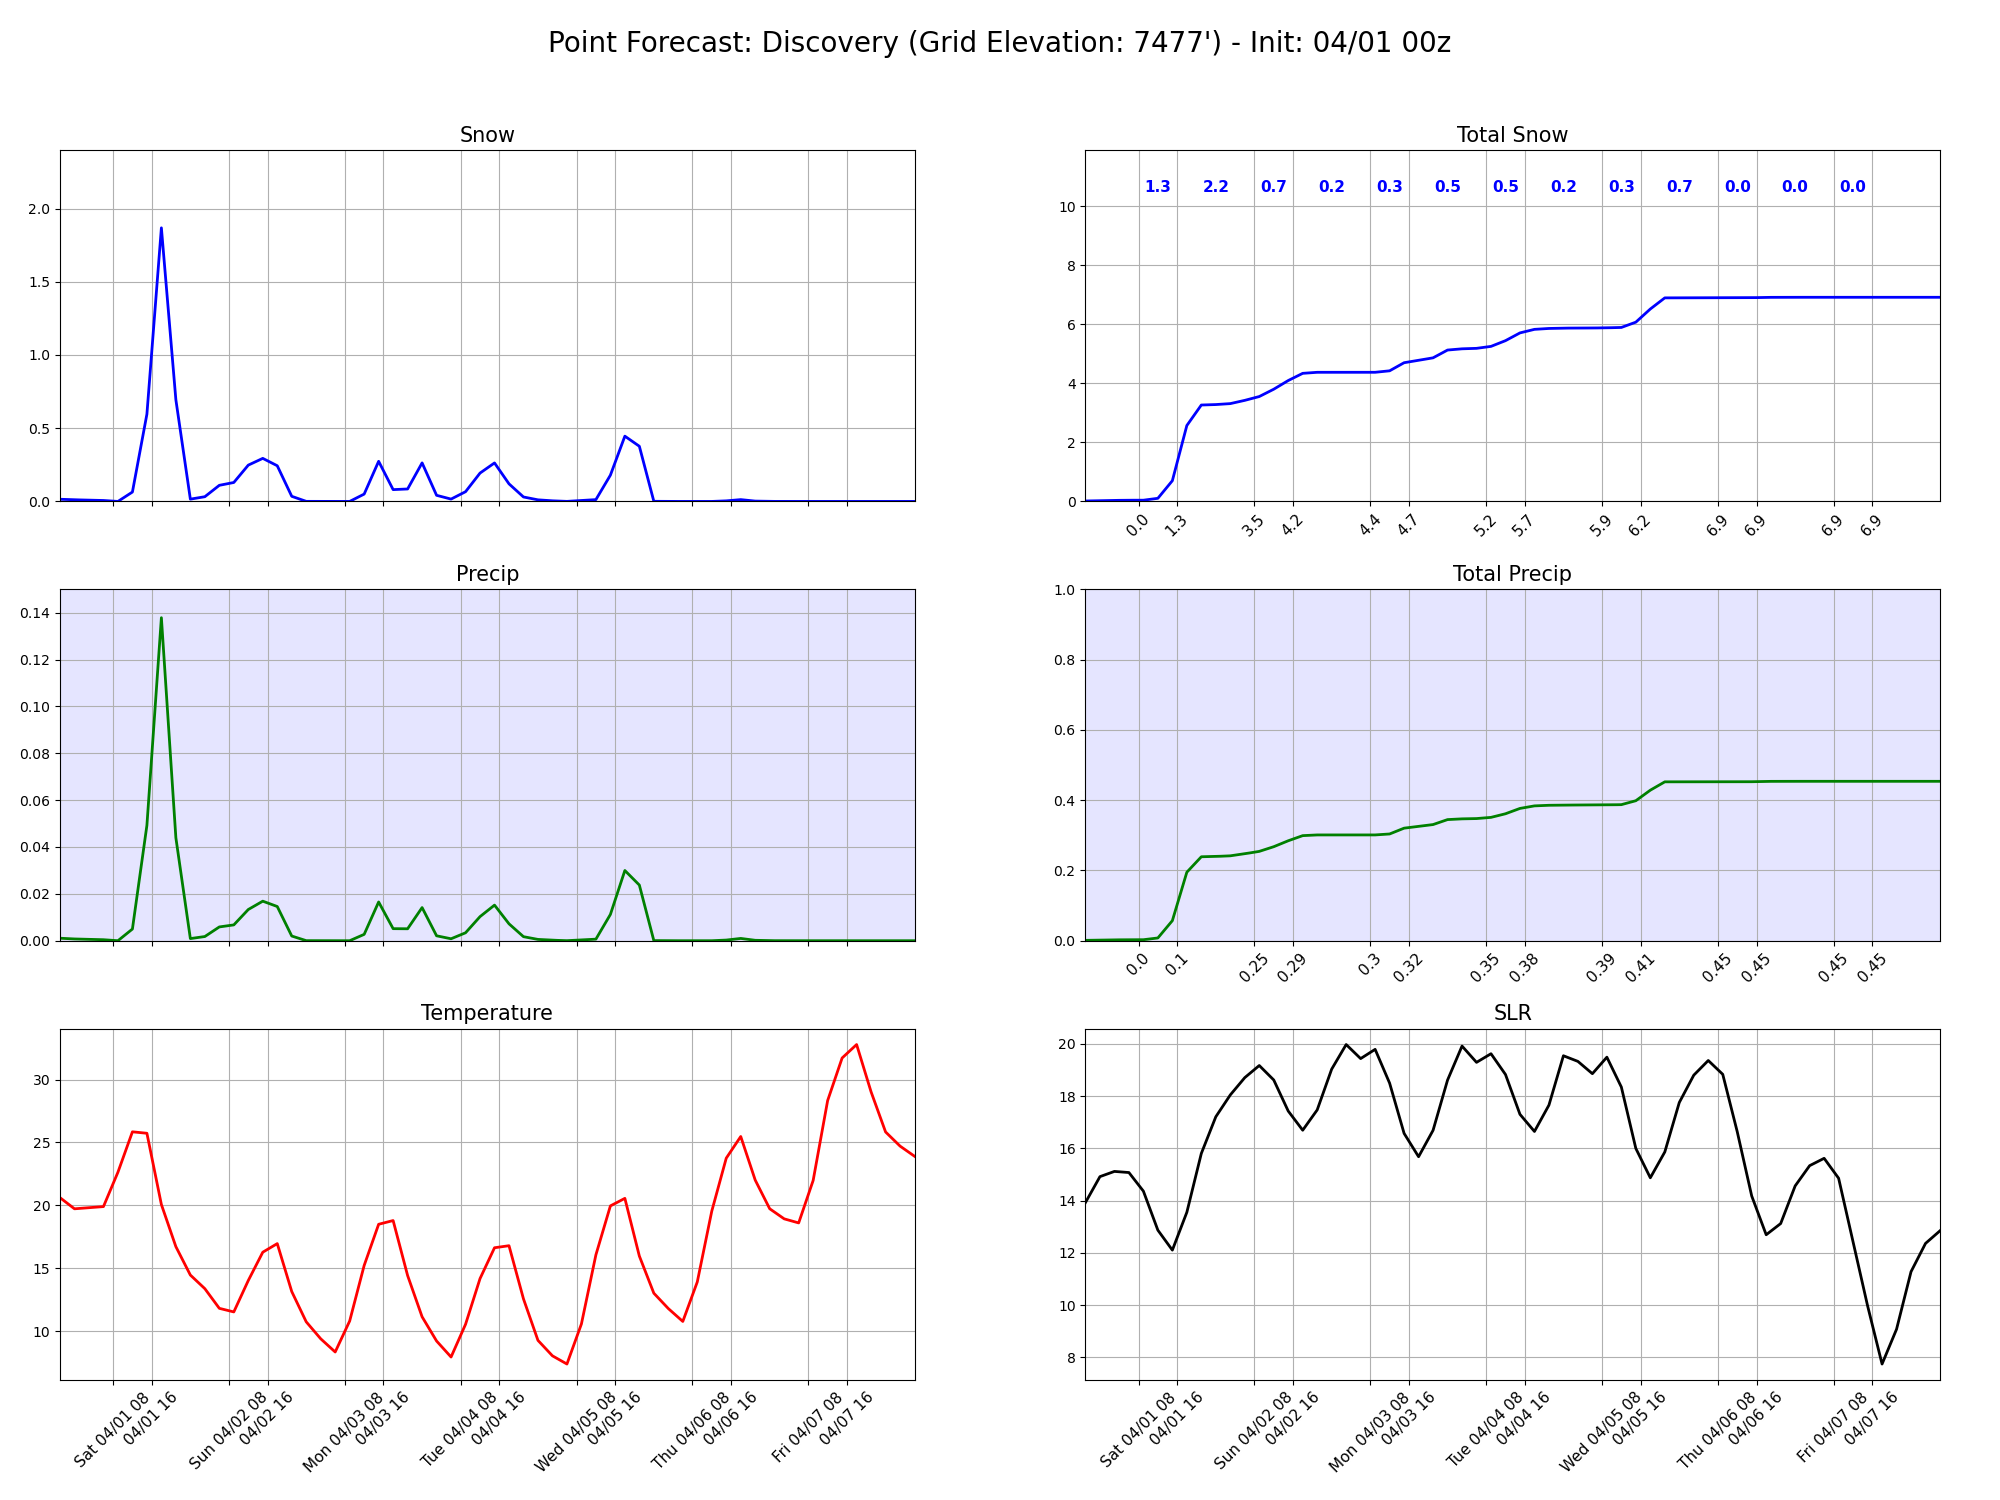 Point Forecast: Discovery (Grid Elevation: 7477') - Init: 04/01 00z
Snow
2.0
1.5
1.0
0.5
0.0
Total Snow
1.3 2.2 0.7 0.2 0.3 0.5 0.5 0.2 0.3 0.7 0.0 0.0 0.0
10
8
6
4
2
0
0.0 1.3 3.5 4.2 4.4 4.7 5.2 5.7 5.9 6.2 6.9 6.9 6.9 6.9
Precip
0.14
0.12
0.10
0.08
0.06
0.04
0.02
0.00
Total Precip
1.0
0.8
0.6
0.4
0.2
0.0
0.0 0.1 0.25 0.29 0.3 0.32 0.35 0.38 0.39 0.41 0.45 0.45 0.45 0.45
Temperature
30
25
20
15
10
Sat 04/01 08
04/01 16
Sun 04/02 08
04/02 16
Mon 04/03 08
04/03 16
Tue 04/04 08
04/04 16
Wed 04/05 08
04/05 16
Thu 04/06 08
04/06 16
Fri 04/07 08
04/07 16
SLR
20
18
16
14
12
10
8
Sat 04/01 08
04/01 16
Sun 04/02 08
04/02 16
Mon 04/03 08
04/03 16
Tue 04/04 08
04/04 16
Wed 04/05 08
04/05 16
Thu 04/06 08
04/06 16
Fri 04/07 08
04/07 16